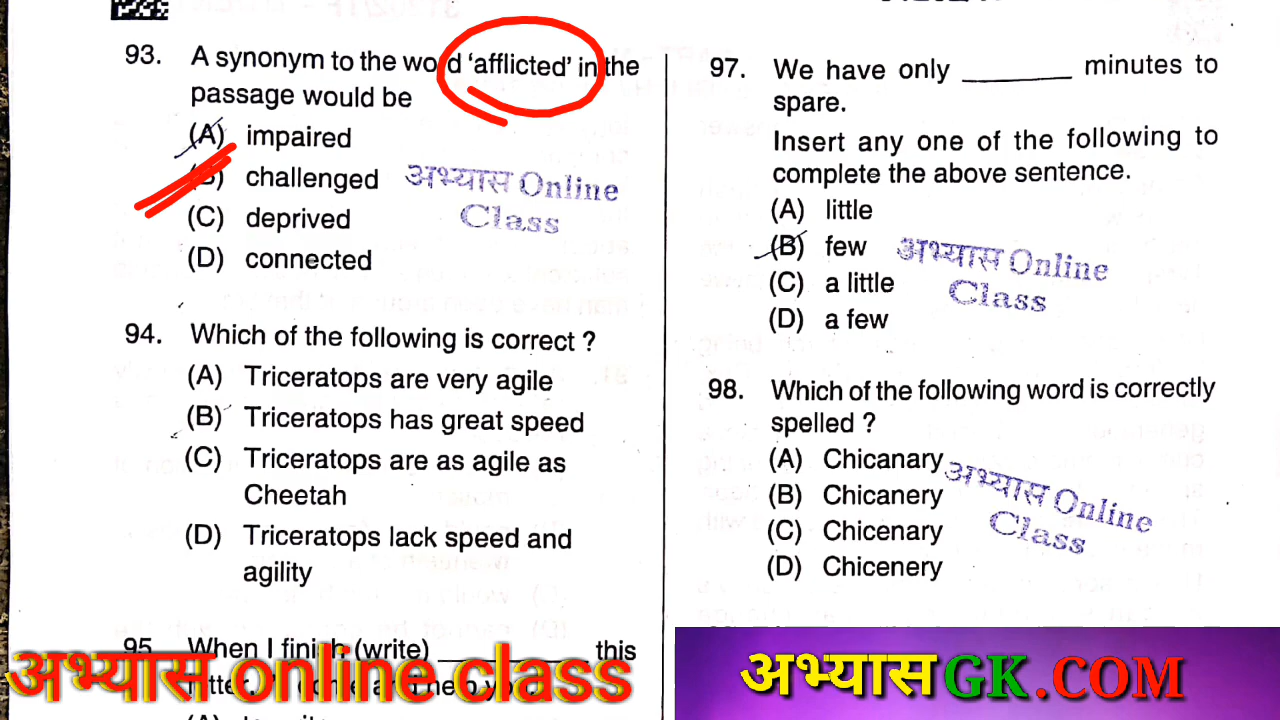 93. A synonym to the word 'afflicted' in the
passage would be
(A) impaired
challenged
(C) deprived
(D) connected
अभ्यास Online
Class
94. Which of the following is correct ?
(A) Triceratops are very agile
(B) Triceratops has great speed
(C) Triceratops are as agile as
Cheetah
(D) Triceratops lack speed and
agility
95. When I finish (write) ________ this
अभ्यास online class
97. We have only ________ minutes to
spare.
Insert any one of the following to
complete the above sentence.
(A) little
(B) few
(C) a little
(D) a few
अभ्यास Online
Class
98. Which of the following word is correctly
spelled ?
(A) Chicanary
(B) Chicanery
(C) Chicenary
(D) Chicenery
अभ्यास Online
Class
अभ्यास GK.COM